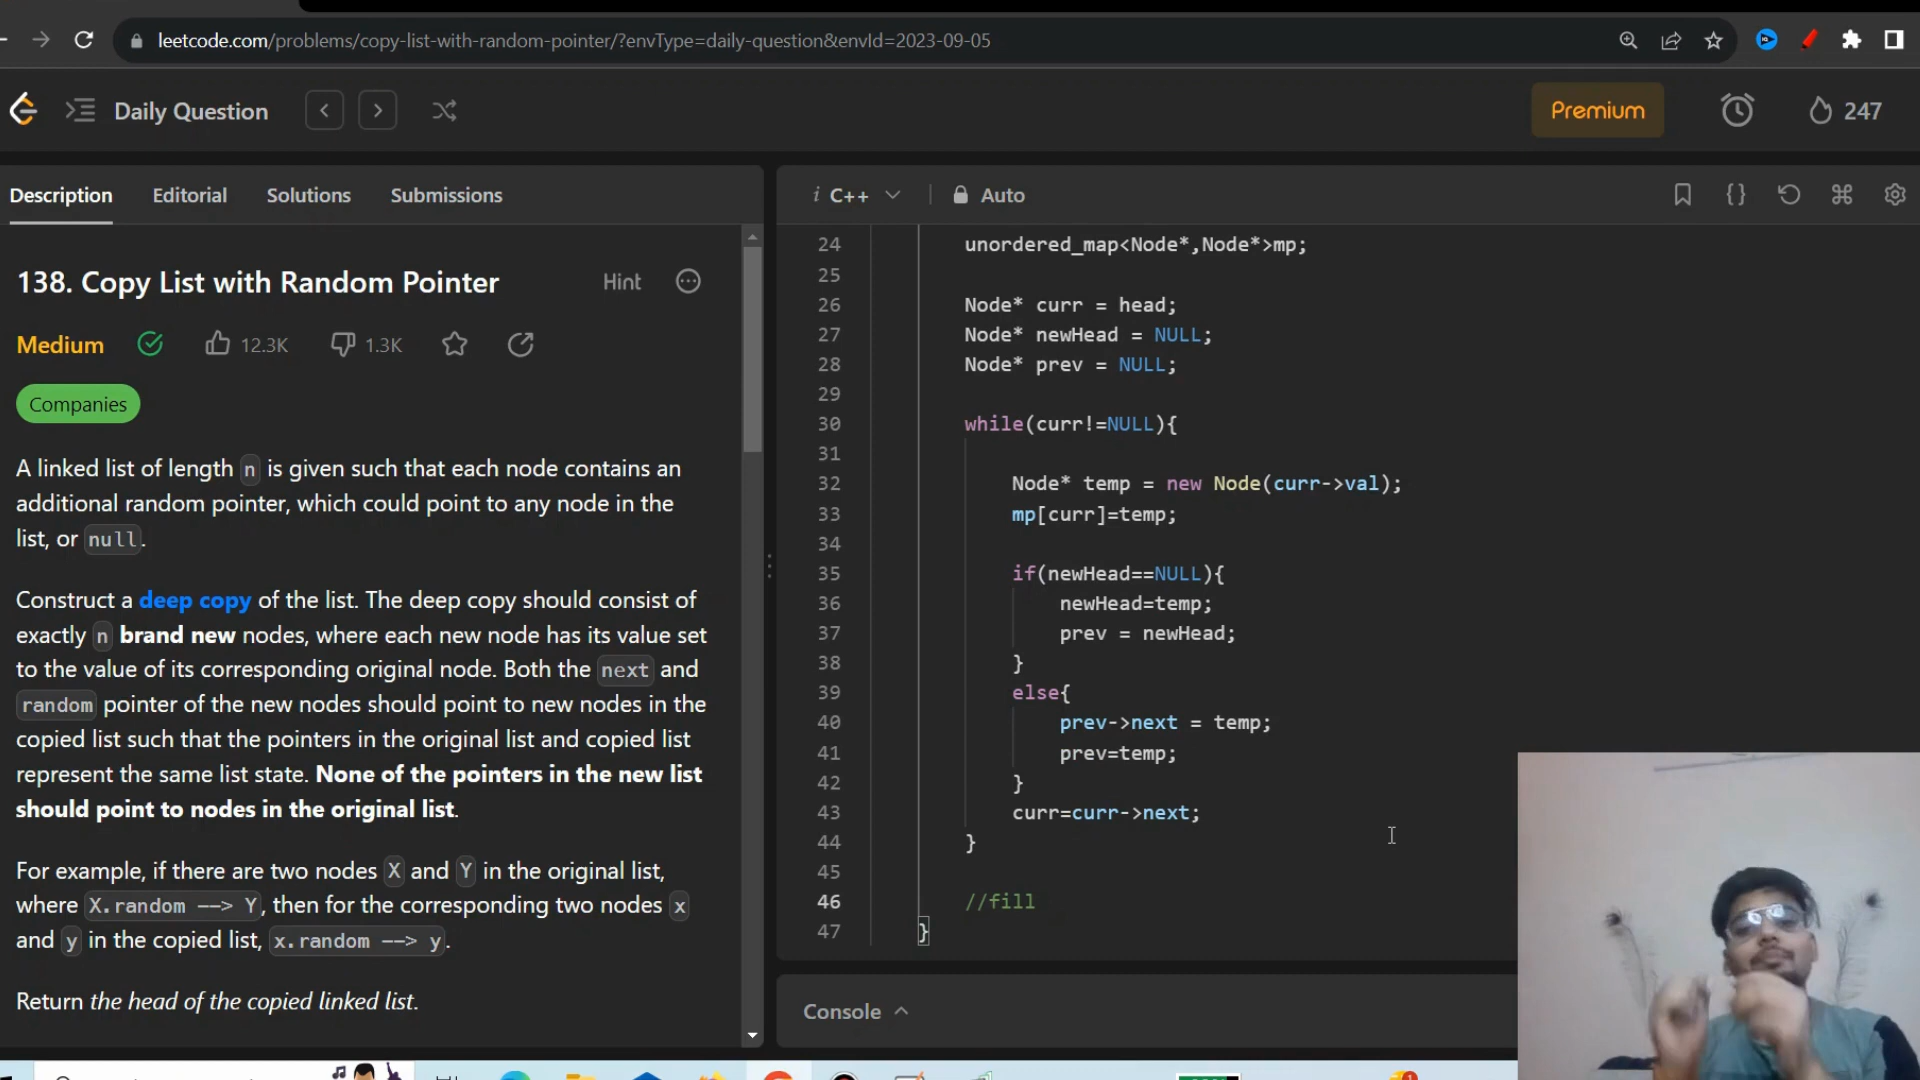 leetcode.com/problems/copy-list-with-random-pointer/?envType=daily-question&envId=2023-09-05
Daily Question
Premium
247
Description Editorial Solutions Submissions
138. Copy List with Random Pointer
Hint
Medium 12.3K 1.3K
Companies
A linked list of length n is given such that each node contains an
additional random pointer, which could point to any node in the
list, or null.
Construct a deep copy of the list. The deep copy should consist of
exactly n brand new nodes, where each new node has its value set
to the value of its corresponding original node. Both the next and
random pointer of the new nodes should point to new nodes in the
copied list such that the pointers in the original list and copied list
represent the same list state. None of the pointers in the new list
should point to nodes in the original list.
For example, if there are two nodes X and Y in the original list,
where X.random --> Y, then for the corresponding two nodes x
and y in the copied list, x.random --> y.
Return the head of the copied linked list.
i C++ Auto
24 unordered_map<Node*,Node*>mp;
25
26 Node* curr = head;
27 Node* newHead = NULL;
28 Node* prev = NULL;
29
30 while(curr!=NULL){
31
32 Node* temp = new Node(curr->val);
33 mp[curr]=temp;
34
35 if(newHead==NULL){
36 newHead=temp;
37 prev = newHead;
38 }
39 else{
40 prev->next = temp;
41 prev=temp;
42 }
43 curr=curr->next;
44 }
45
46 //fill
47 }
Console